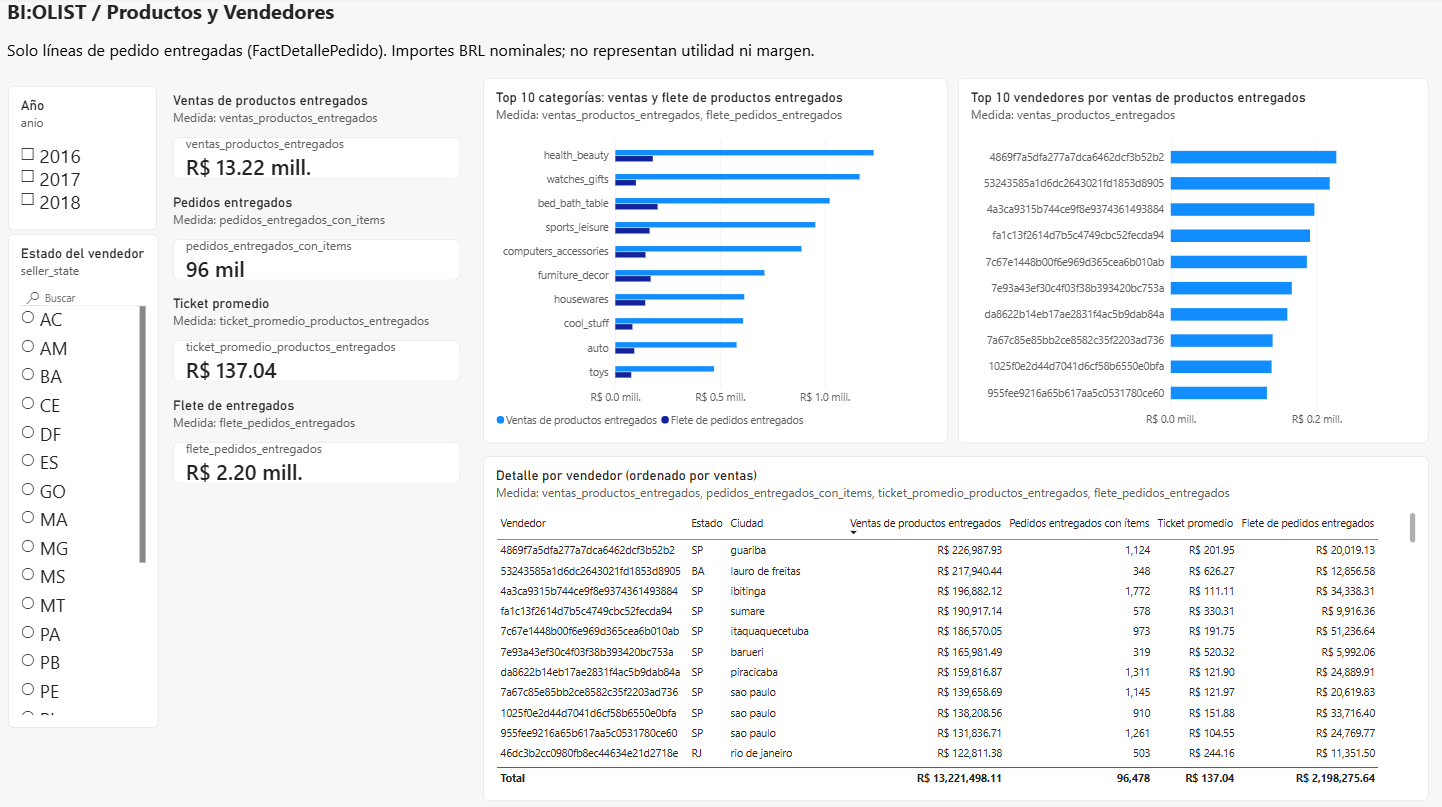 BI:OLIST / Productos y Vendedores
Solo líneas de pedido entregadas (FactDetallePedido). Importes BRL nominales; no representan utilidad ni margen.
Año
anio
2016
2017
2018
Estado del vendedor
seller_state
Buscar
AC
AM
BA
CE
DF
ES
GO
MA
MG
MS
MT
PA
PB
PE
Ventas de productos entregados
Medida: ventas_productos_entregados
ventas_productos_entregados
R$ 13.22 mill.
Pedidos entregados
Medida: pedidos_entregados_con_items
pedidos_entregados_con_items
96 mil
Ticket promedio
Medida: ticket_promedio_productos_entregados
ticket_promedio_productos_entregados
R$ 137.04
Flete de entregados
Medida: flete_pedidos_entregados
flete_pedidos_entregados
R$ 2.20 mill.
Top 10 categorías: ventas y flete de productos entregados
Medida: ventas_productos_entregados, flete_pedidos_entregados
health_beauty
watches_gifts
bed_bath_table
sports_leisure
computers_accessories
furniture_decor
housewares
cool_stuff
auto
toys
R$ 0.0 mill. R$ 0.5 mill. R$ 1.0 mill.
Ventas de productos entregados Flete de pedidos entregados
Top 10 vendedores por ventas de productos entregados
Medida: ventas_productos_entregados
4869f7a5dfa277a7dca6462dcf3b52b2
53243585a1d6dc2643021fd1853d8905
4a3ca9315b744ce9f8e9374361493884
fa1c13f2614d7b5c4749cbc52fecda94
7c67e1448b00f6e969d365cea6b010ab
7e93a43ef30c4f03f38b393420bc753a
da8622b14eb17ae2831f4ac5b9dab84a
7a67c85e85bb2ce8582c35f2203ad736
1025f0e2d44d7041d6cf58b6550e0bfa
955fee9216a65b617aa5c0531780ce60
R$ 0.0 mill. R$ 0.2 mill.
Detalle por vendedor (ordenado por ventas)
Medida: ventas_productos_entregados, pedidos_entregados_con_items, ticket_promedio_productos_entregados, flete_pedidos_entregados
Vendedor Estado Ciudad Ventas de productos entregados Pedidos entregados con ítems Ticket promedio Flete de pedidos entregados
4869f7a5dfa277a7dca6462dcf3b52b2 SP guariba R$ 226,987.93 1,124 R$ 201.95 R$ 20,019.13
53243585a1d6dc2643021fd1853d8905 BA lauro de freitas R$ 217,940.44 348 R$ 626.27 R$ 12,856.58
4a3ca9315b744ce9f8e9374361493884 SP ibitinga R$ 196,882.12 1,772 R$ 111.11 R$ 34,338.31
fa1c13f2614d7b5c4749cbc52fecda94 SP sumare R$ 190,917.14 578 R$ 330.31 R$ 9,916.36
7c67e1448b00f6e969d365cea6b010ab SP itaquaquecetuba R$ 186,570.05 973 R$ 191.75 R$ 51,236.64
7e93a43ef30c4f03f38b393420bc753a SP barueri R$ 165,981.49 319 R$ 520.32 R$ 5,992.06
da8622b14eb17ae2831f4ac5b9dab84a SP piracicaba R$ 159,816.87 1,311 R$ 121.90 R$ 24,889.91
7a67c85e85bb2ce8582c35f2203ad736 SP sao paulo R$ 139,658.69 1,145 R$ 121.97 R$ 20,619.83
1025f0e2d44d7041d6cf58b6550e0bfa SP sao paulo R$ 138,208.56 910 R$ 151.88 R$ 33,716.40
955fee9216a65b617aa5c0531780ce60 SP sao paulo R$ 131,836.71 1,261 R$ 104.55 R$ 24,769.77
46dc3b2cc0980fb8ec44634e21d2718e RJ rio de janeiro R$ 122,811.38 503 R$ 244.16 R$ 11,351.50
Total R$ 13,221,498.11 96,478 R$ 137.04 R$ 2,198,275.64